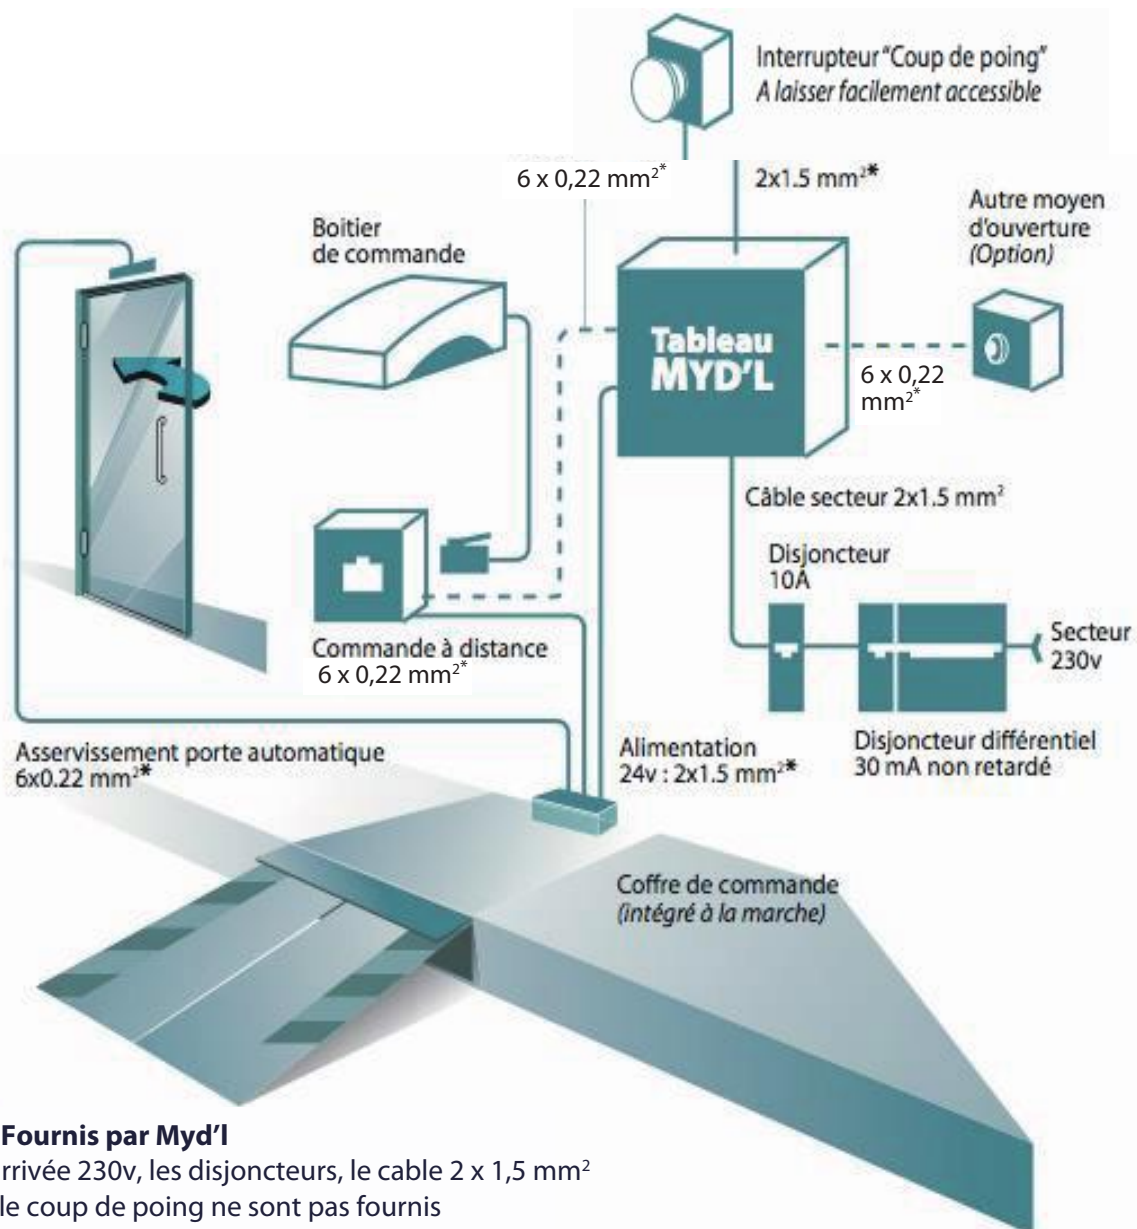 Interrupteur "Coup de poing"
A laisser facilement accessible
6 x 0,22 mm²*
2x1.5 mm²*
Autre moyen
d'ouverture
(Option)
Boitier
de commande
Tableau
MYD'L
6 x 0,22
mm²*
Câble secteur 2x1.5 mm²
Disjoncteur
10A
Secteur
230v
Commande à distance
6 x 0,22 mm²*
Asservissement porte automatique
6x0.22 mm²*
Alimentation
24v : 2x1.5 mm²*
Disjoncteur différentiel
30 mA non retardé
Coffre de commande
(intégré à la marche)
Fournis par Myd'l
rrivée 230v, les disjoncteurs, le cable 2 x 1,5 mm²
le coup de poing ne sont pas fournis